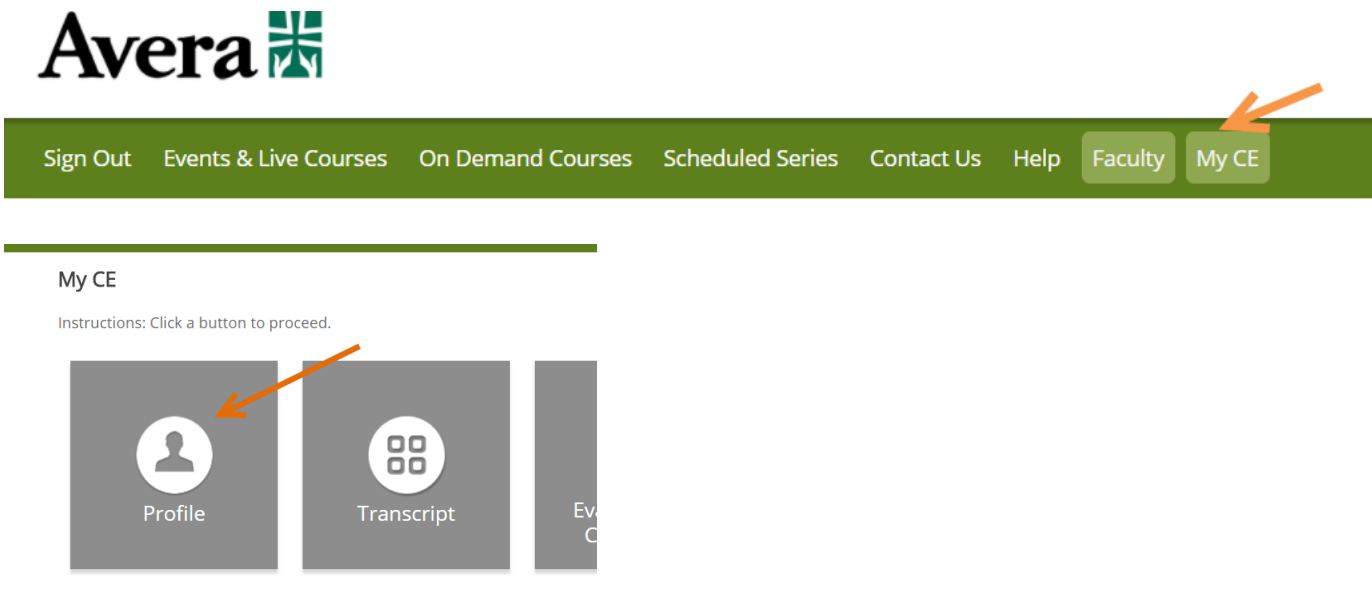 Avera
Sign Out Events & Live Courses On Demand Courses Scheduled Series Contact Us Help Faculty My CE
My CE
Instructions: Click a button to proceed.
Profile Transcript